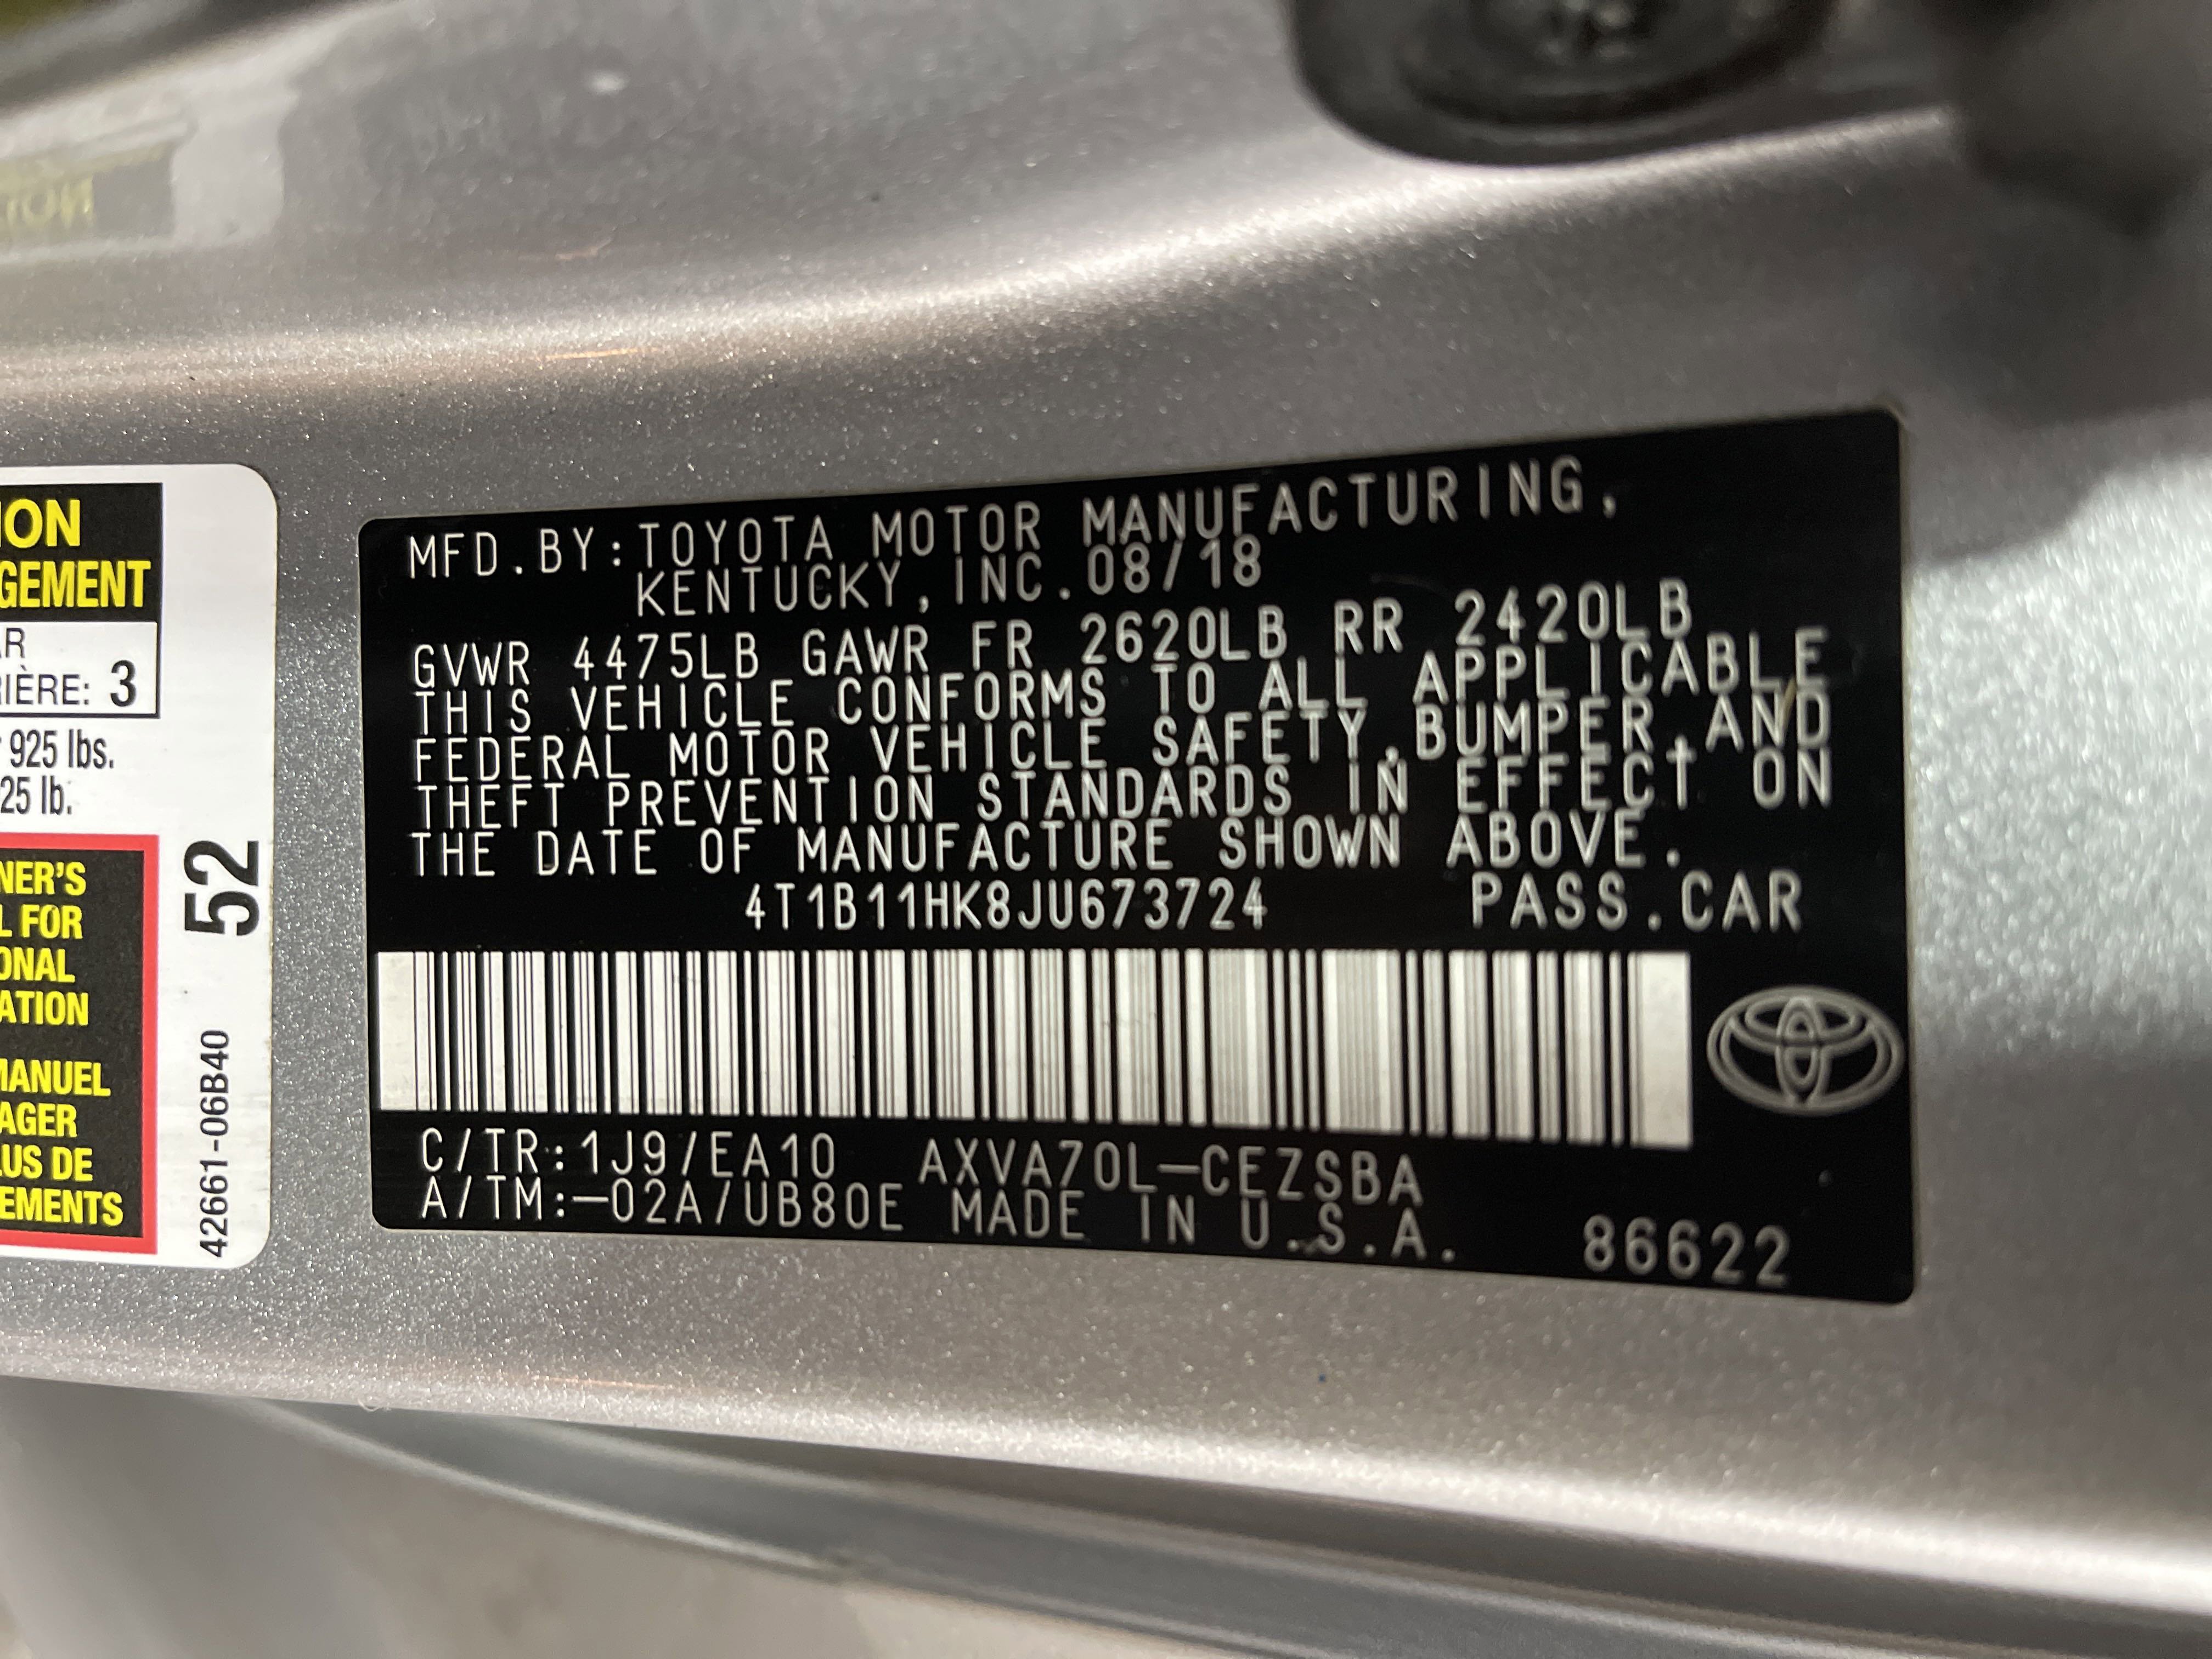 ION
GEMENT
AR
IÈRE: 3
925 lbs.
25 lb.
NER'S
L FOR
ONAL
ATION
MANUEL
AGER
LUS DE
EMENTS
52
42661-06B40
MFD.BY:TOYOTA MOTOR MANUFACTURING,
KENTUCKY,INC.08/18
GVWR 4475LB GAWR FR 2620LB RR 2420LB
THIS VEHICLE CONFORMS TO ALL APPLICABLE
FEDERAL MOTOR VEHICLE SAFETY,BUMPER,AND
THEFT PREVENTION STANDARDS IN EFFECT ON
THE DATE OF MANUFACTURE SHOWN ABOVE.
4T1B11HK8JU673724 PASS.CAR
C/TR:1J9/EA10 AXVA70L-CEZSBA
A/TM:-02A/UB80E MADE IN U.S.A. 86622